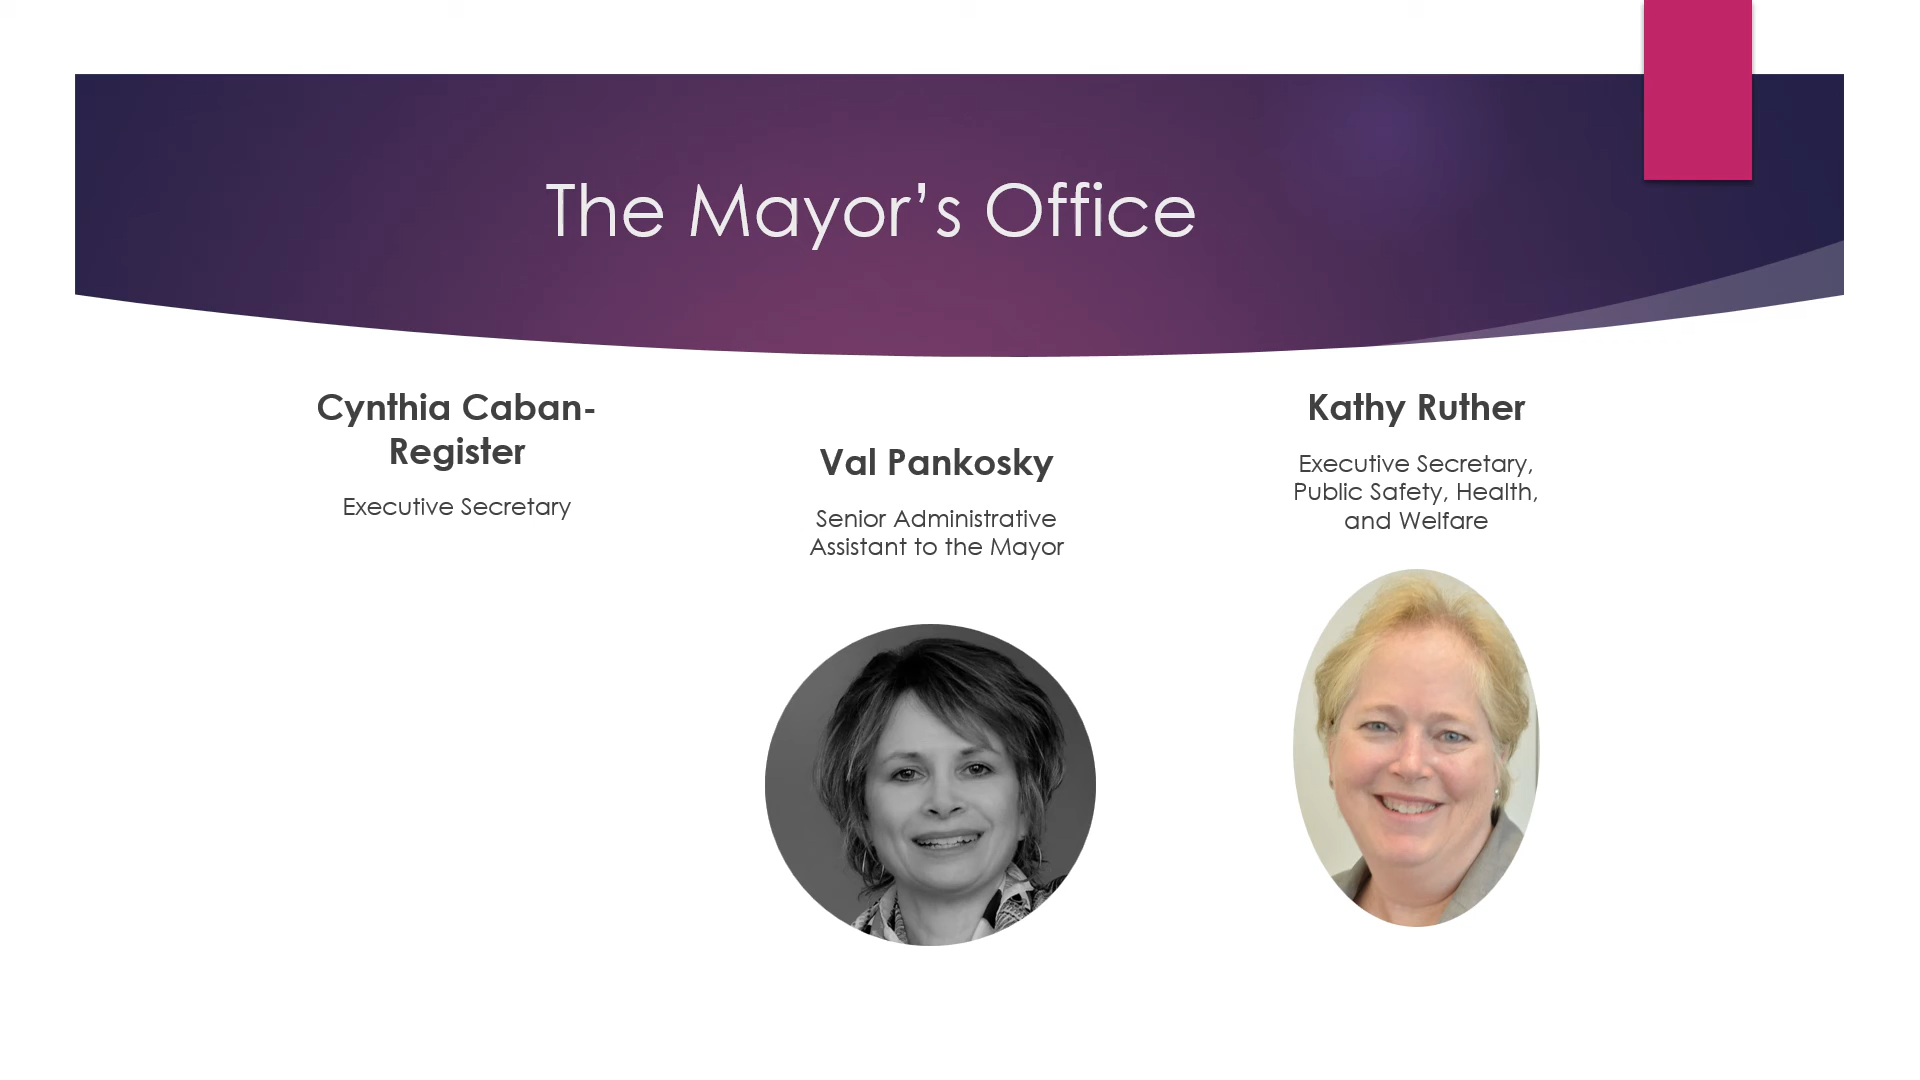 The Mayor’s Office
Cynthia Caban-
Register
Executive Secretary
Val Pankosky
Senior Administrative
Assistant to the Mayor
Kathy Ruther
Executive Secretary,
Public Safety, Health,
and Welfare